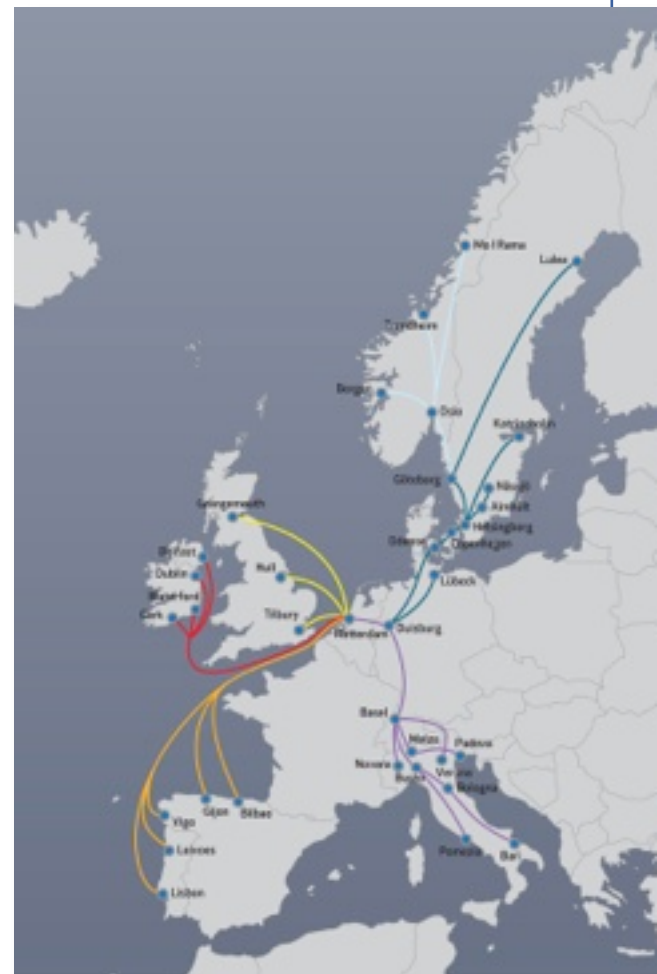 Mo I Rana
Lulea
Trondheim
Bergen
Oslo
Katrineholm
Göteborg
Nässjö
Älmhult
Helsingborg
Odense
Copenhagen
Grangemouth
Belfast
Hull
Lübeck
Dublin
Waterford
Tilbury
Cork
Rotterdam
Duisburg
Basel
Padova
Novara
Verona
Bologna
Gijon
Bilbao
Vigo
Pomezia
Bari
Leixoes
Lisbon